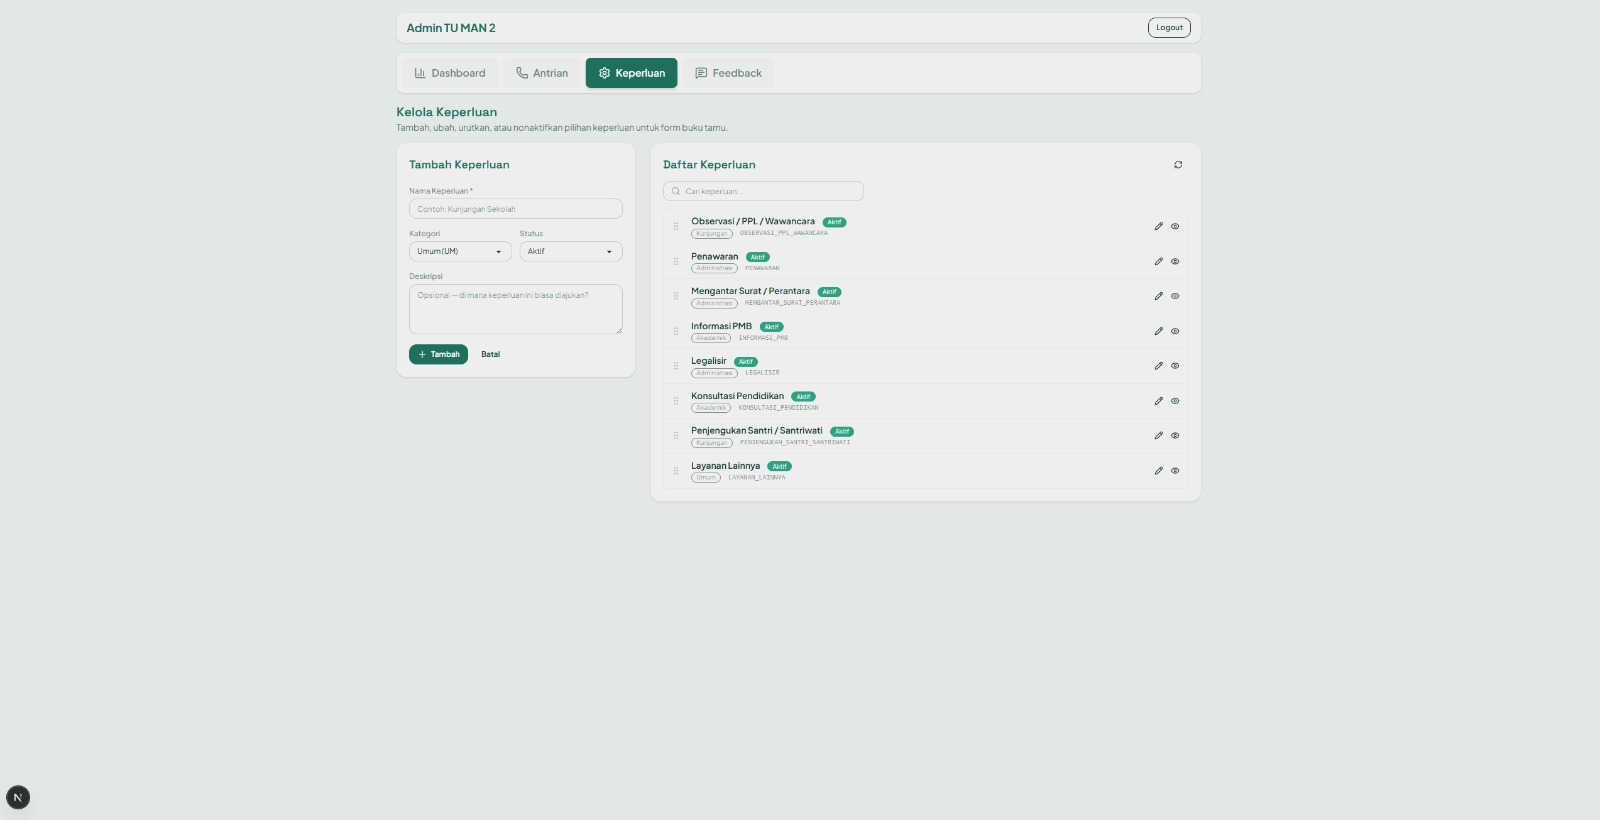 Admin TU MAN 2
Logout
Dashboard
Antrian
Keperluan
Feedback
Kelola Keperluan
Tambah, ubah, urutkan, atau nonaktifkan pilihan keperluan untuk form buku tamu.
Tambah Keperluan
Nama Keperluan *
Contoh: Kunjungan Sekolah
Kategori
Status
Umum (UM)
Aktif
Deskripsi
Opsional — di mana keperluan ini biasa diajukan?
Tambah
Batal
Daftar Keperluan
Cari keperluan...
Observasi / PPL / Wawancara Aktif
Kunjungan OBSERVASI_PPL_WAWANCARA
Penawaran Aktif
Administrasi PENAWARAN
Mengantar Surat / Perantara Aktif
Administrasi MENGANTAR_SURAT_PERANTARA
Informasi PMB Aktif
Akademik INFORMASI_PMB
Legalisir Aktif
Administrasi LEGALISIR
Konsultasi Pendidikan Aktif
Akademik KONSULTASI_PENDIDIKAN
Penjengukan Santri / Santriwati Aktif
Kunjungan PENJENGUKAN_SANTRI_SANTRIWATI
Layanan Lainnya Aktif
Umum LAYANAN_LAINNYA
N